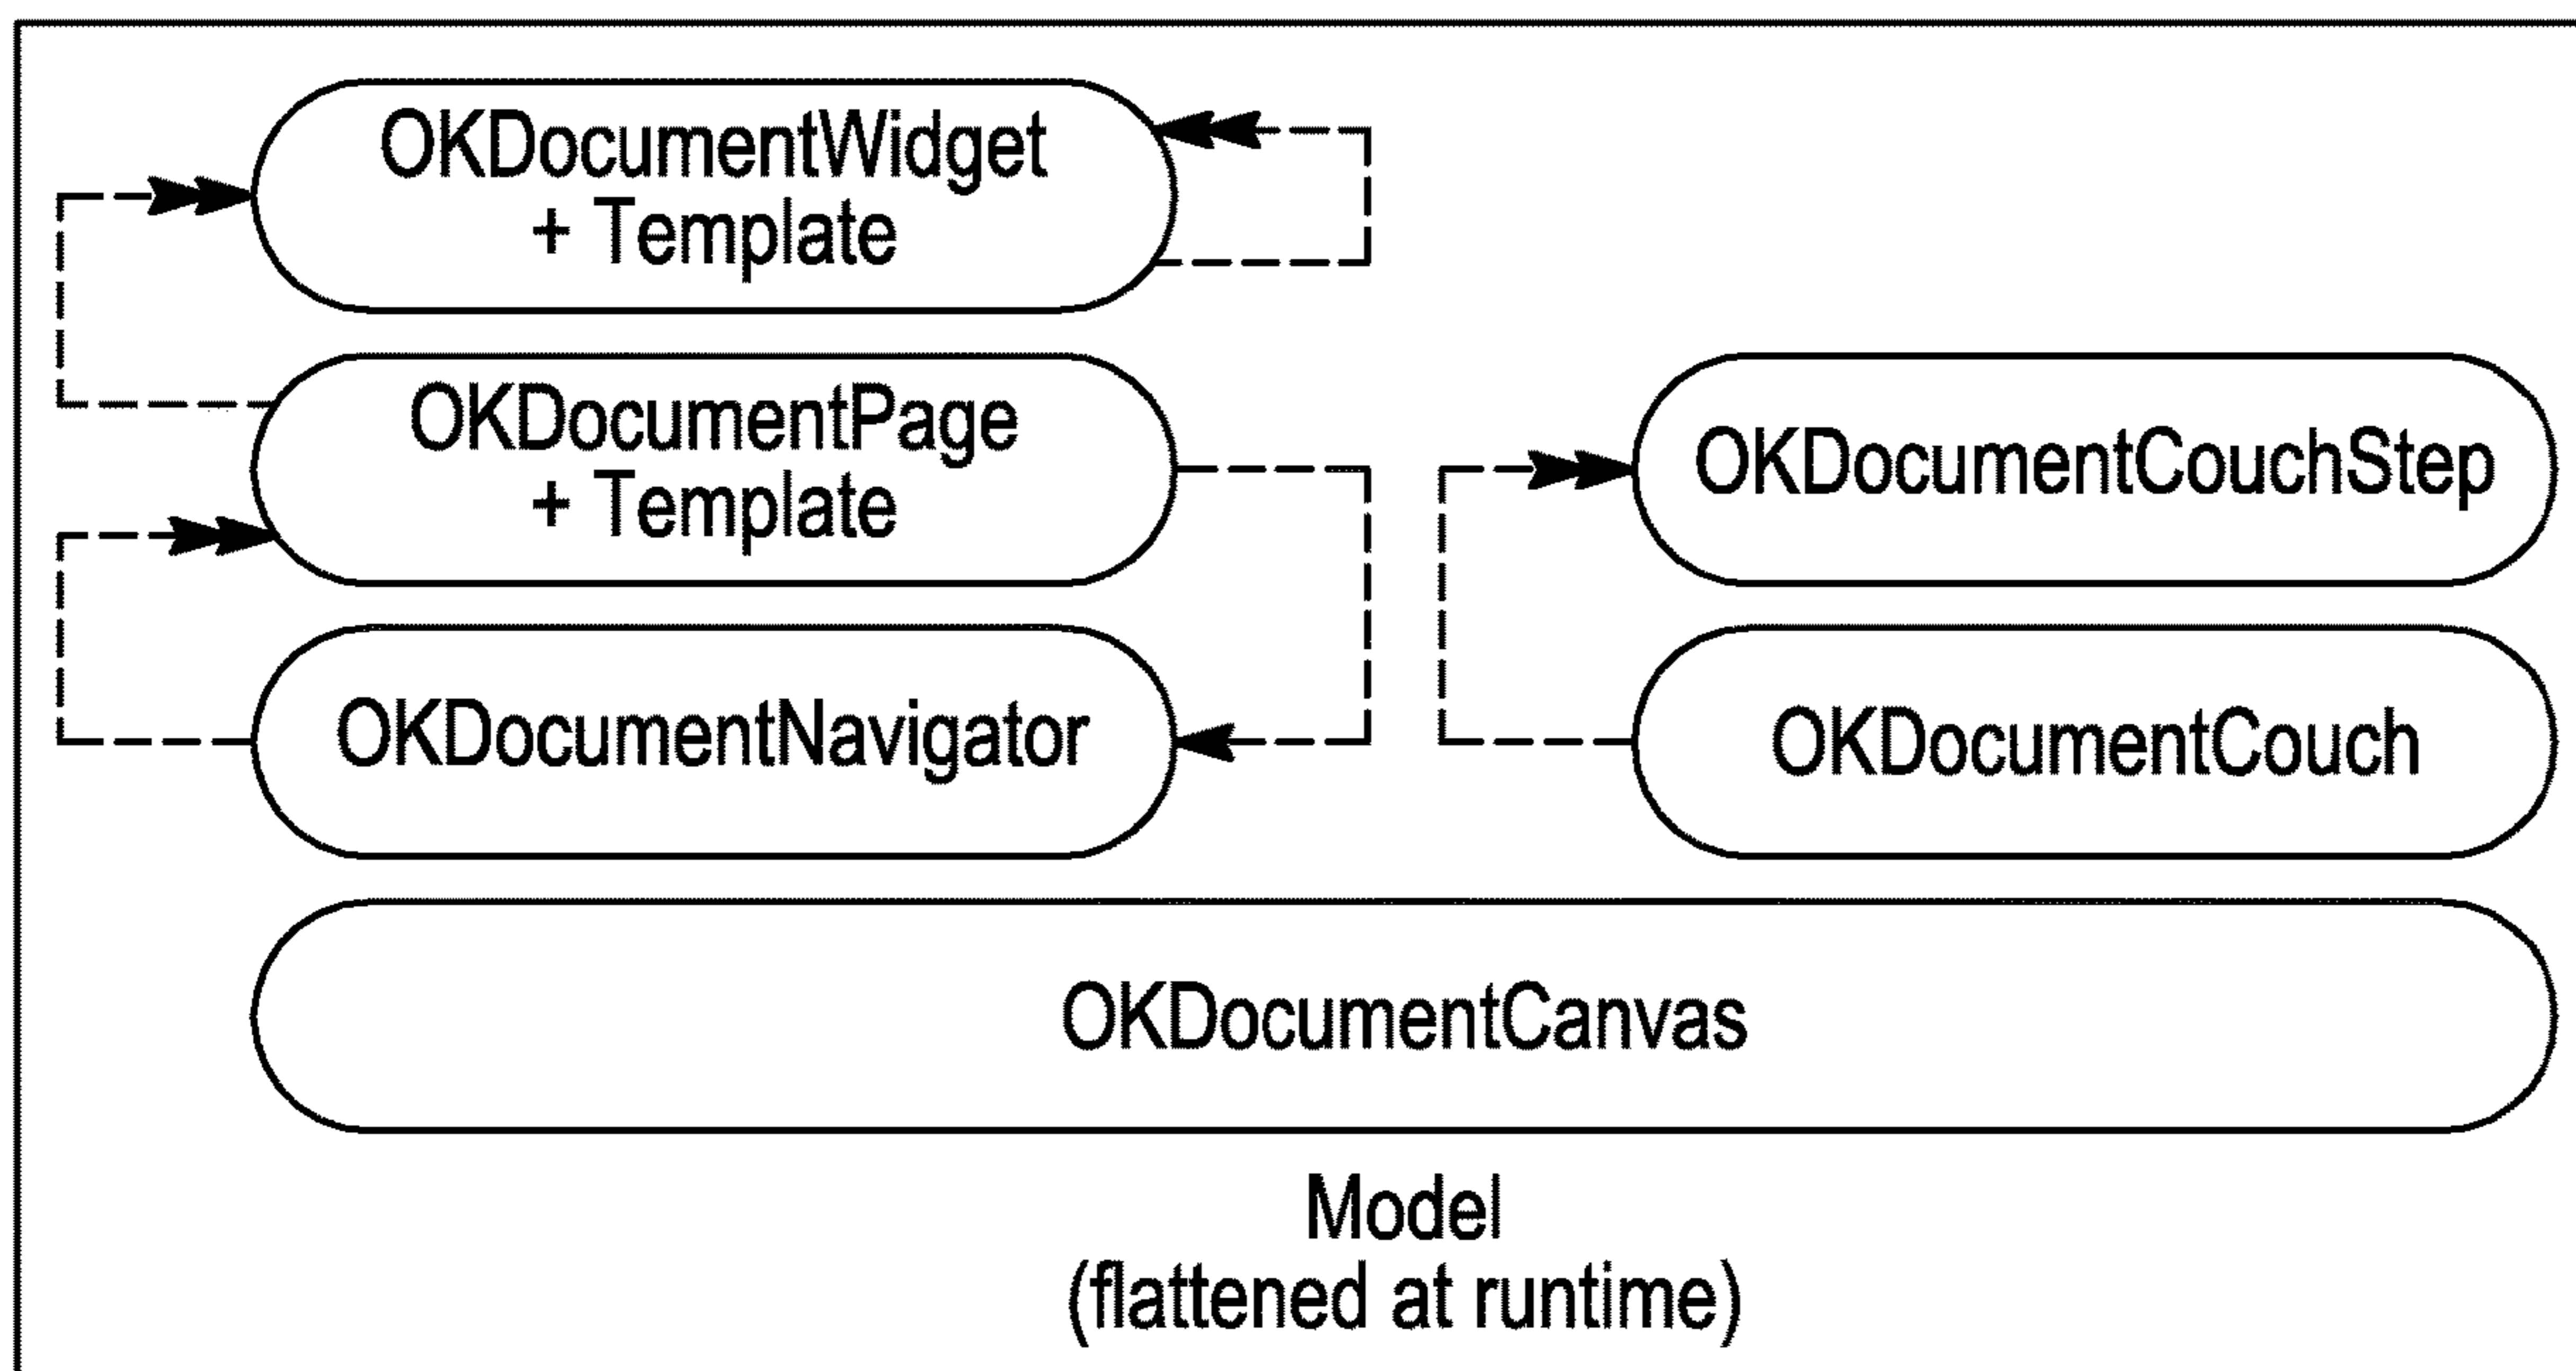 OKDocumentWidget
+ Template
OKDocumentPage
+ Template
OKDocumentCouchStep
OKDocumentNavigator
OKDocumentCouch
OKDocumentCanvas
Model
(flattened at runtime)